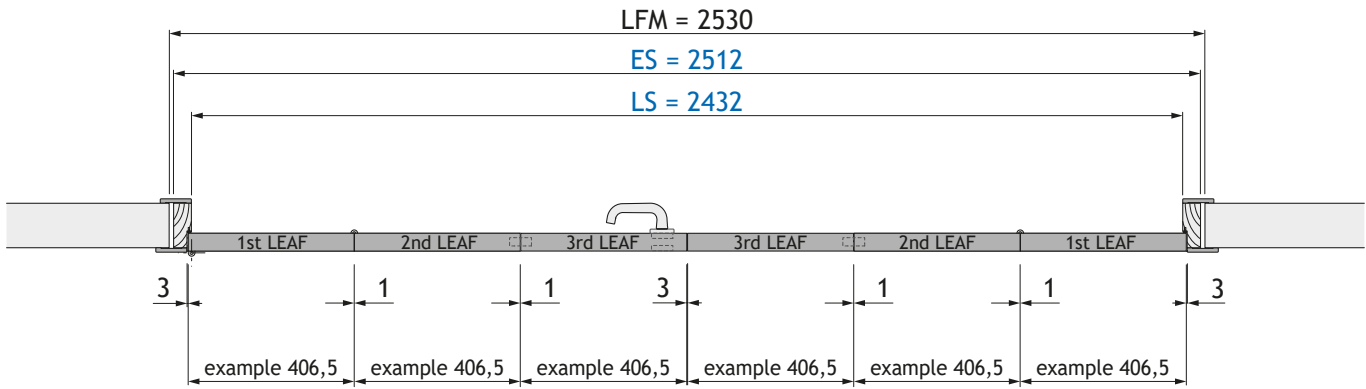 LFM = 2530
ES = 2512
LS = 2432
1st LEAF 2nd LEAF 3rd LEAF 3rd LEAF 2nd LEAF 1st LEAF
3 1 1 3 1 1 3
example 406,5 example 406,5 example 406,5 example 406,5 example 406,5 example 406,5